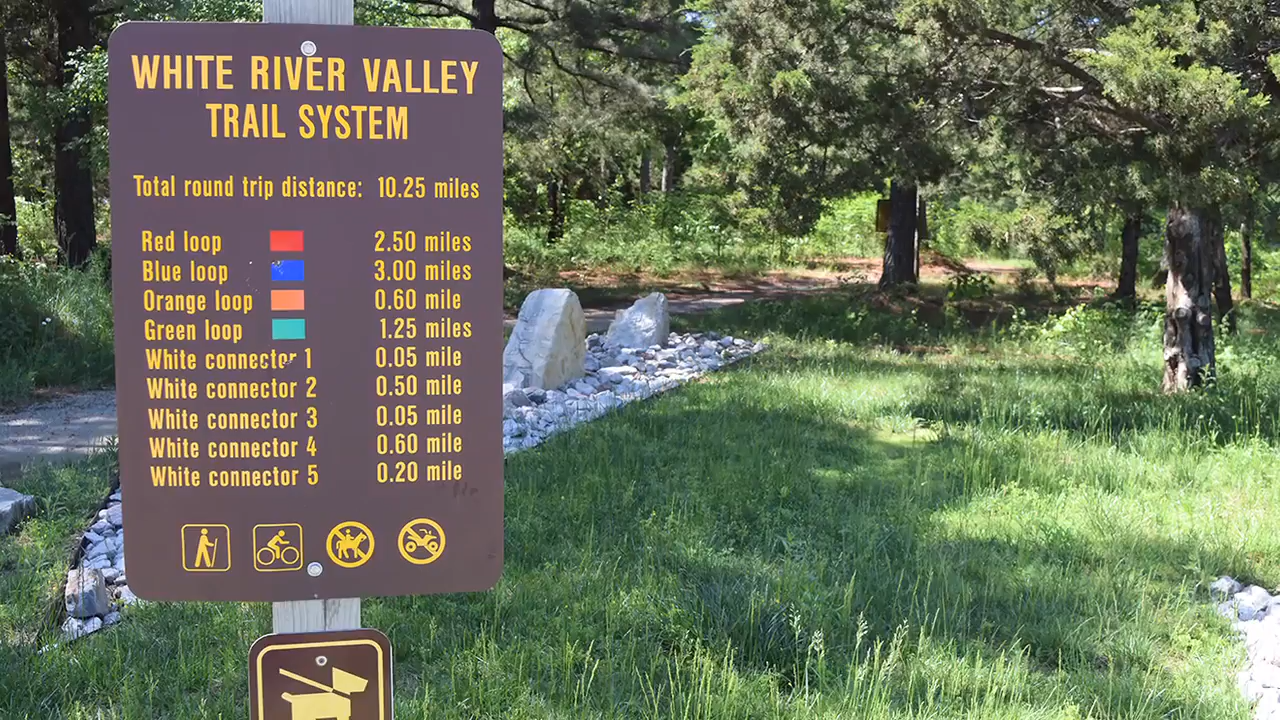 WHITE RIVER VALLEY
TRAIL SYSTEM
Total round trip distance: 10.25 miles
Red loop 2.50 miles
Blue loop 3.00 miles
Orange loop 0.60 mile
Green loop 1.25 miles
White connector 1 0.05 mile
White connector 2 0.50 mile
White connector 3 0.05 mile
White connector 4 0.60 mile
White connector 5 0.20 mile